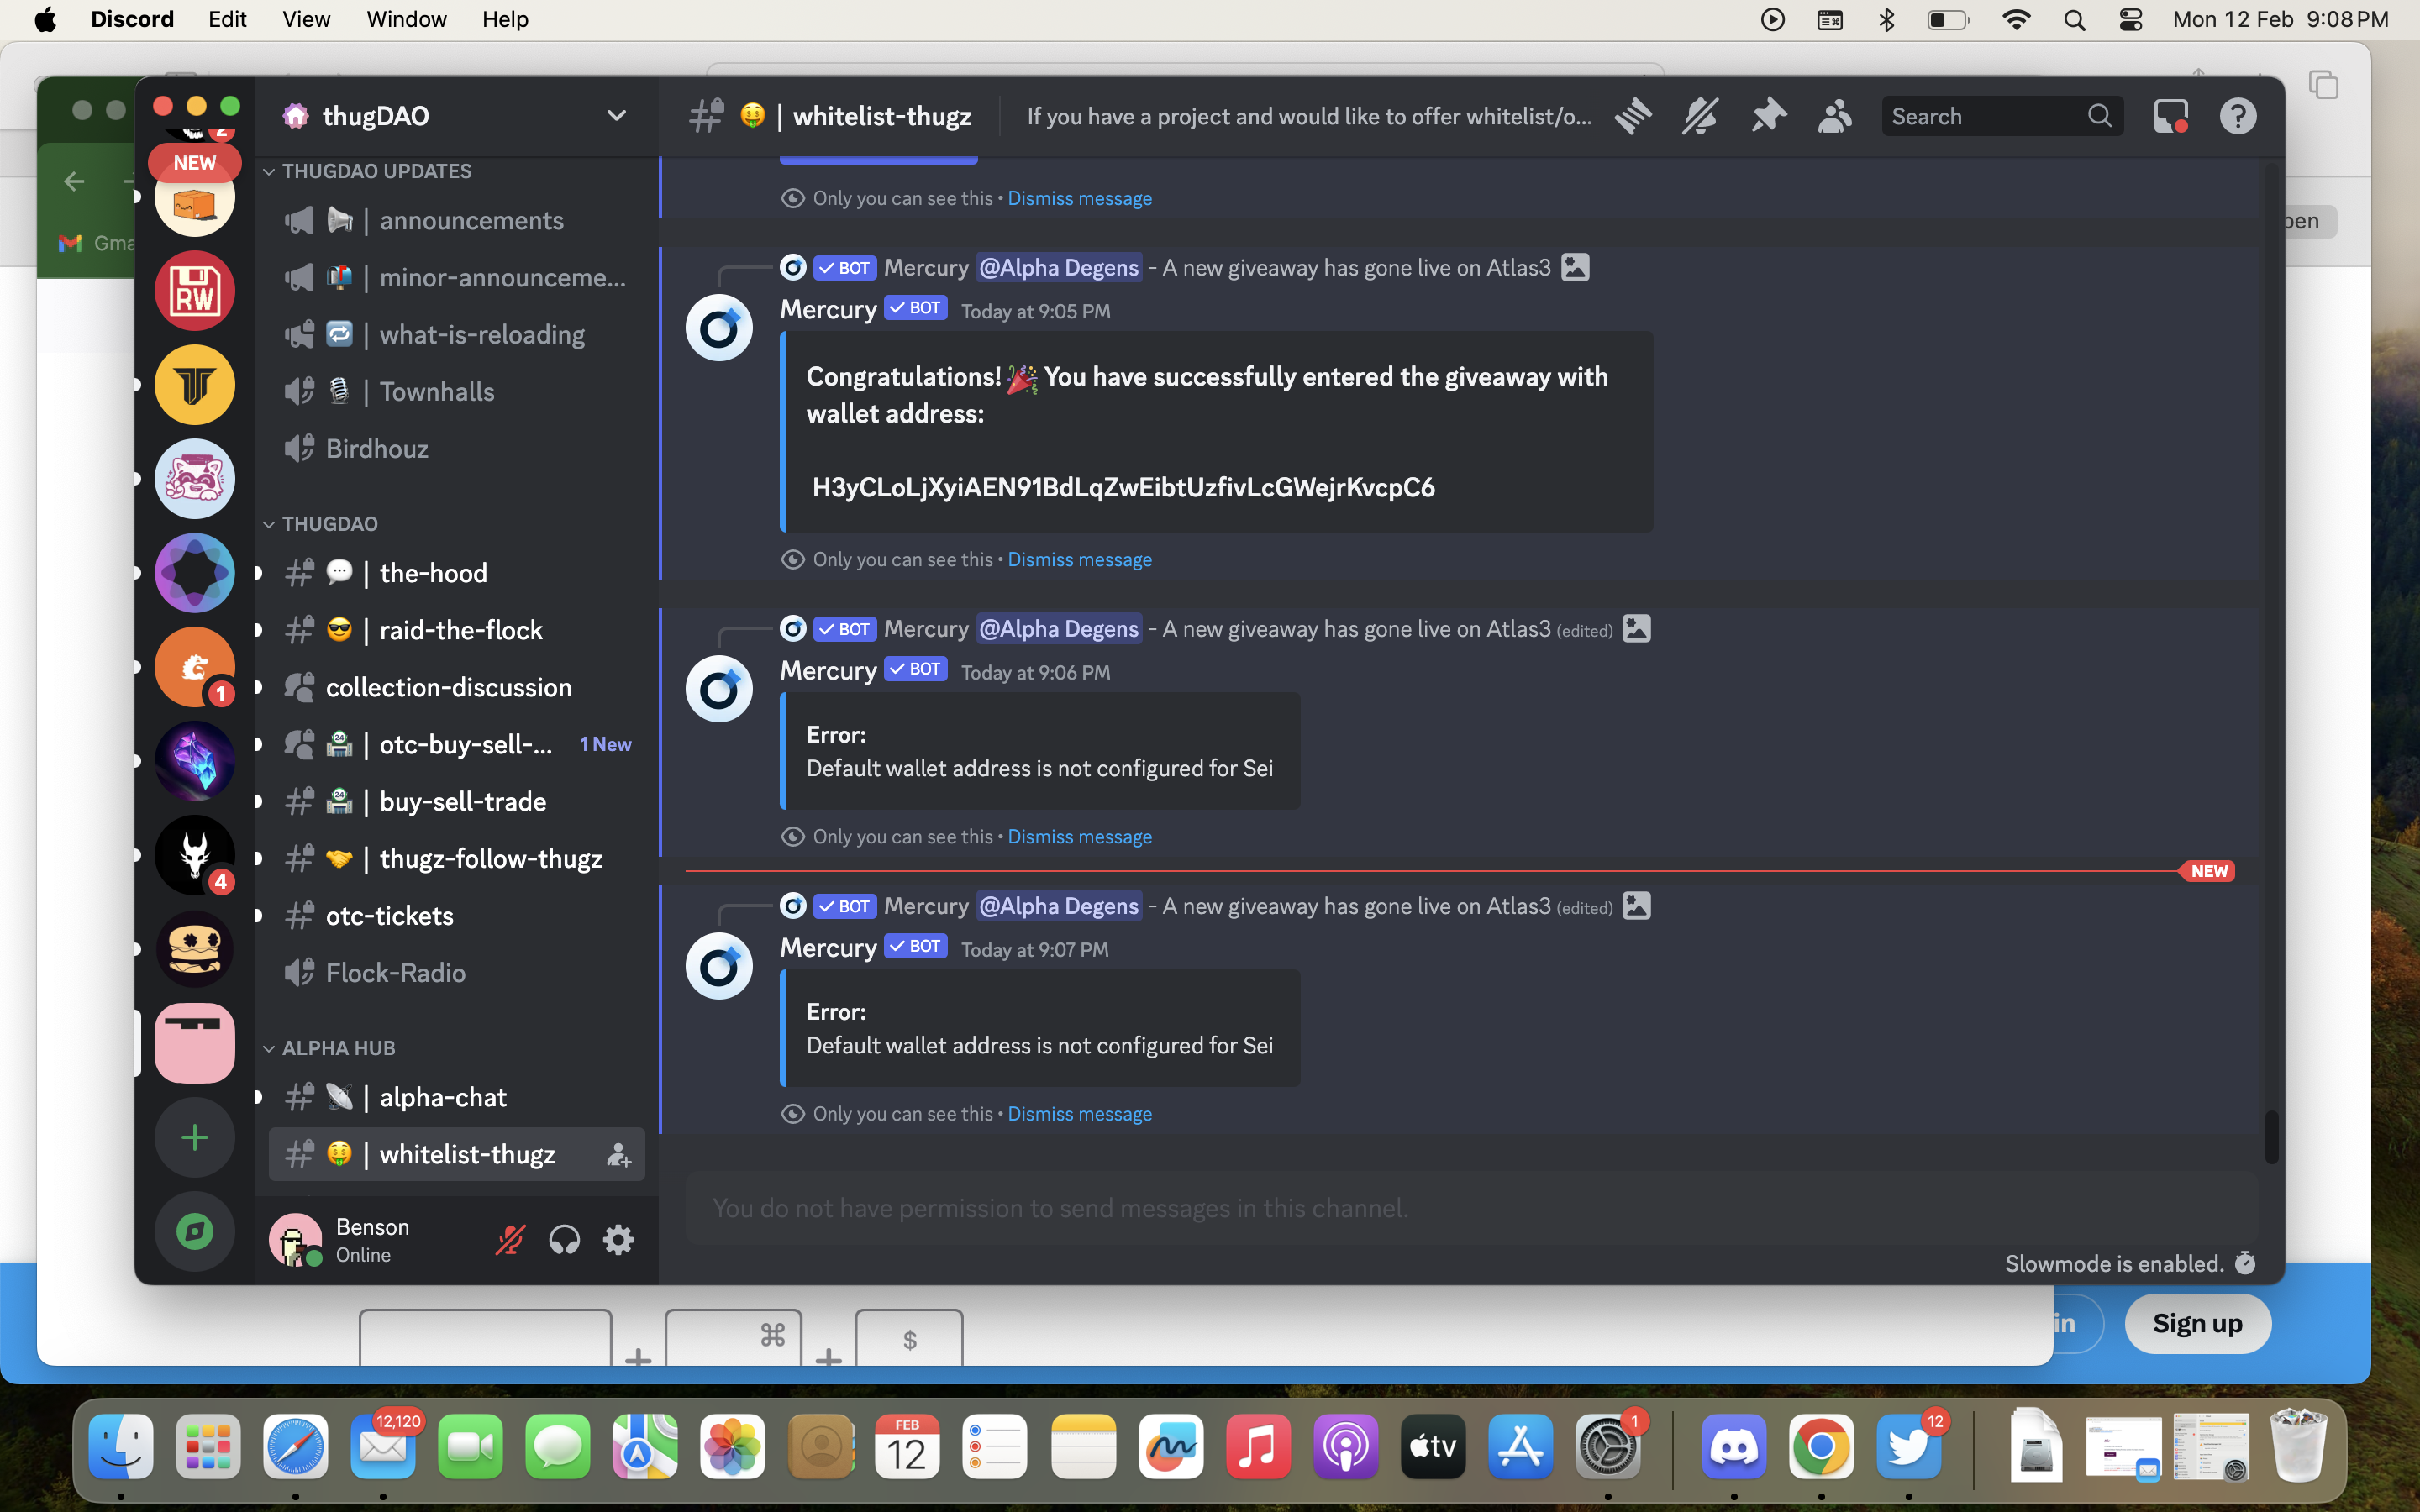 Discord Edit View Window Help Mon 12 Feb 9:08 PM
thugDAO
NEW
2
THUGDAO UPDATES
announcements
minor-announceme...
what-is-reloading
Townhalls
Birdhouz
THUGDAO
the-hood
raid-the-flock
collection-discussion
otc-buy-sell-... 1 New
buy-sell-trade
thugz-follow-thugz
otc-tickets
Flock-Radio
ALPHA HUB
alpha-chat
whitelist-thugz
Benson
Online
RW
1
4
Gma
| whitelist-thugz If you have a project and would like to offer whitelist/o... Search
Only you can see this • Dismiss message
BOT Mercury @Alpha Degens - A new giveaway has gone live on Atlas3
Mercury BOT Today at 9:05 PM
Congratulations! You have successfully entered the giveaway with
wallet address:
H3yCLoLjXyiAEN91BdLqZwEibtUzfivLcGWejrKvcpC6
Only you can see this • Dismiss message
BOT Mercury @Alpha Degens - A new giveaway has gone live on Atlas3 (edited)
Mercury BOT Today at 9:06 PM
Error:
Default wallet address is not configured for Sei
Only you can see this • Dismiss message
NEW
BOT Mercury @Alpha Degens - A new giveaway has gone live on Atlas3 (edited)
Mercury BOT Today at 9:07 PM
Error:
Default wallet address is not configured for Sei
Only you can see this • Dismiss message
You do not have permission to send messages in this channel.
Slowmode is enabled.
pen
in Sign up
⌘ + + $
12,120
FEB
12
tv
1
12